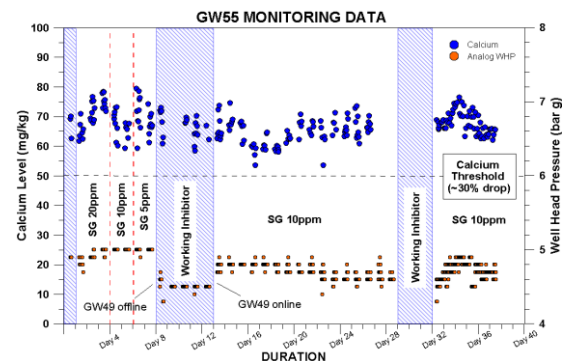 GW55 MONITORING DATA
Calcium
Analog WHP
Calcium Level (mg/kg)
100
90
80
70
60
50
40
30
20
10
0
8
7
6
5
4
Well Head Pressure (bar g)
SG 20ppm
SG 10ppm
SG 5ppm
Working Inhibitor
SG 10ppm
Working Inhibitor
Calcium
Threshold
(~30% drop)
SG 10ppm
GW49 offline
GW49 online
Day 4
Day 8
Day 12
Day 16
Day 20
Day 24
Day 28
Day 32
Day 36
Day 40
DURATION